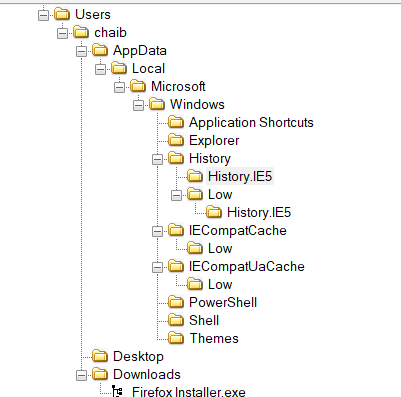 Users
chaib
AppData
Local
Microsoft
Windows
Application Shortcuts
Explorer
History
History.IE5
Low
History.IE5
IECompatCache
Low
IECompatUaCache
Low
PowerShell
Shell
Themes
Desktop
Downloads
Firefox Installer.exe